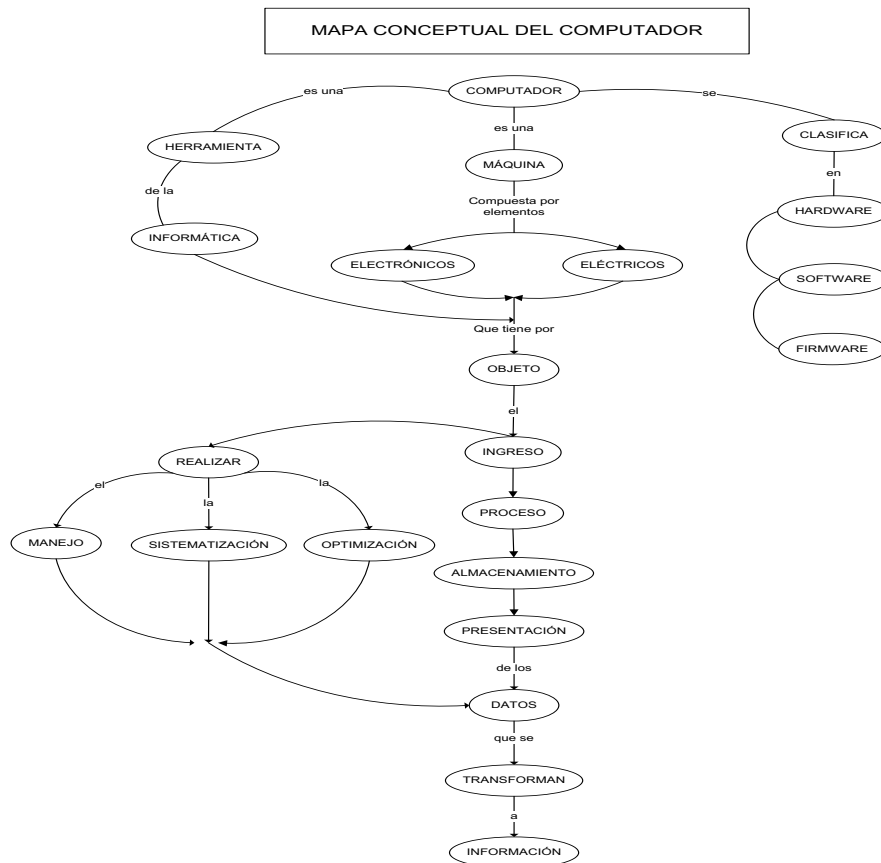 MAPA CONCEPTUAL DEL COMPUTADOR
COMPUTADOR
es una
se
es una
HERRAMIENTA
CLASIFICA
MÁQUINA
en
de la
Compuesta por
elementos
HARDWARE
INFORMÁTICA
ELECTRÓNICOS
ELÉCTRICOS
SOFTWARE
Que tiene por
FIRMWARE
OBJETO
el
INGRESO
REALIZAR
el
la
la
PROCESO
MANEJO
SISTEMATIZACIÓN
OPTIMIZACIÓN
ALMACENAMIENTO
PRESENTACIÓN
de los
DATOS
que se
TRANSFORMAN
a
INFORMACIÓN